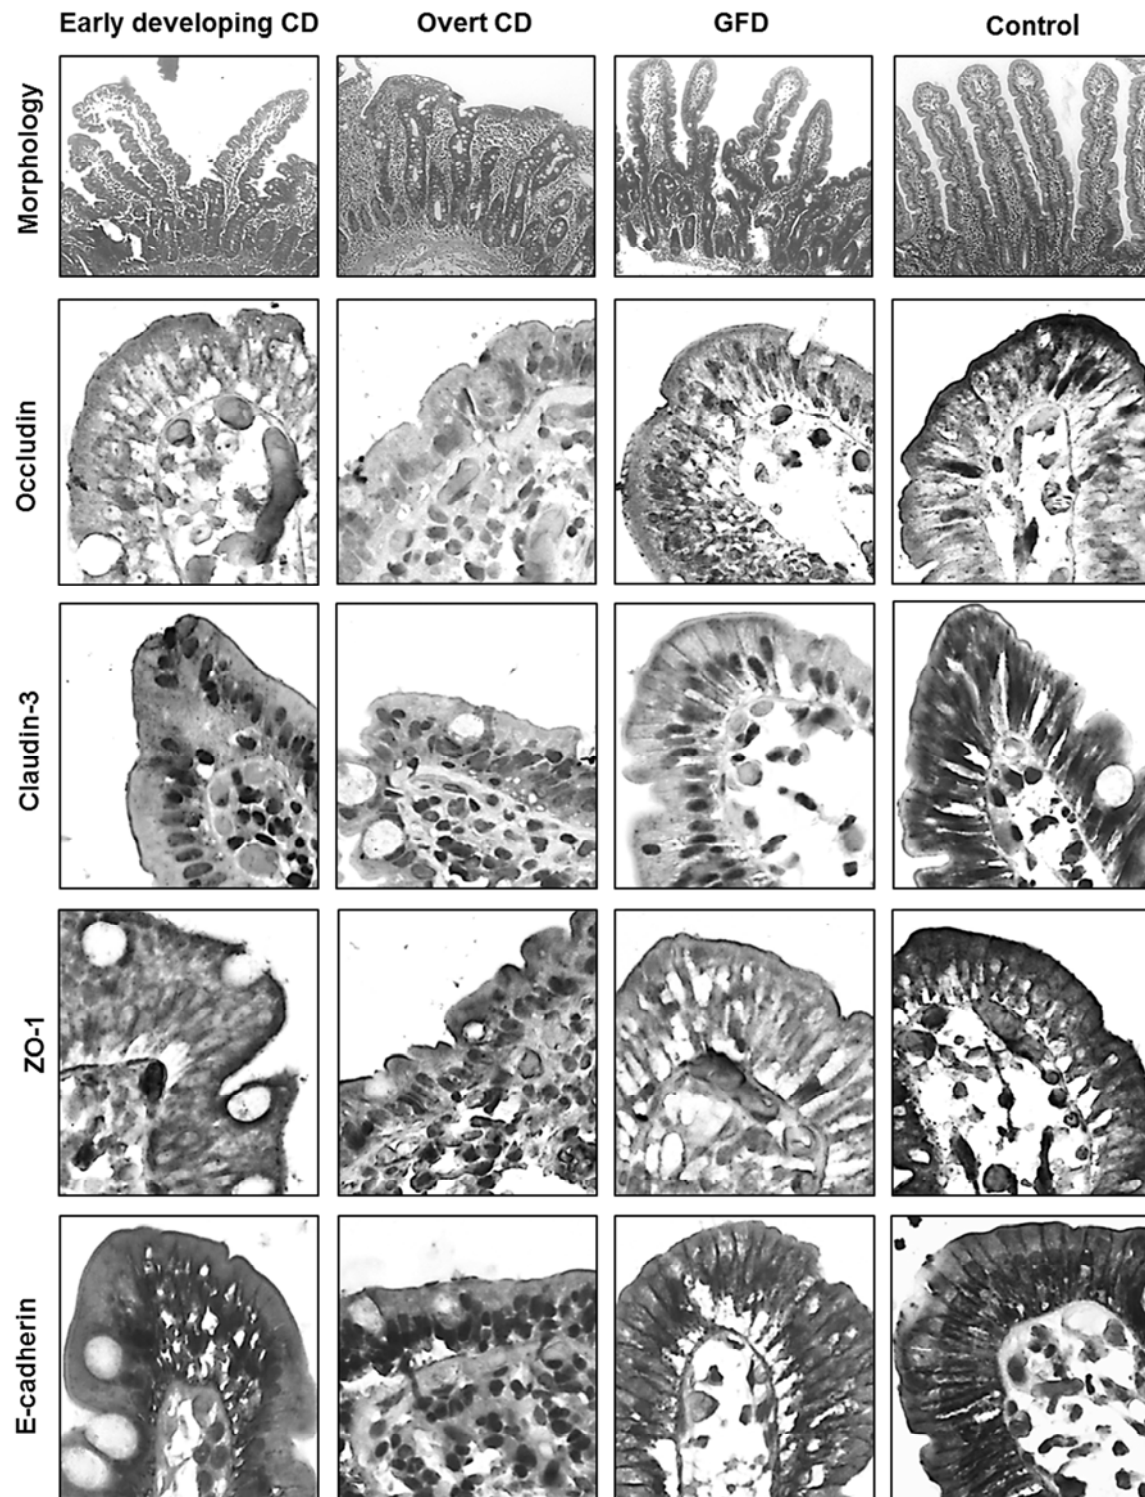 Early developing CD
Overt CD
GFD
Control
Morphology
Occludin
Claudin-3
ZO-1
E-cadherin